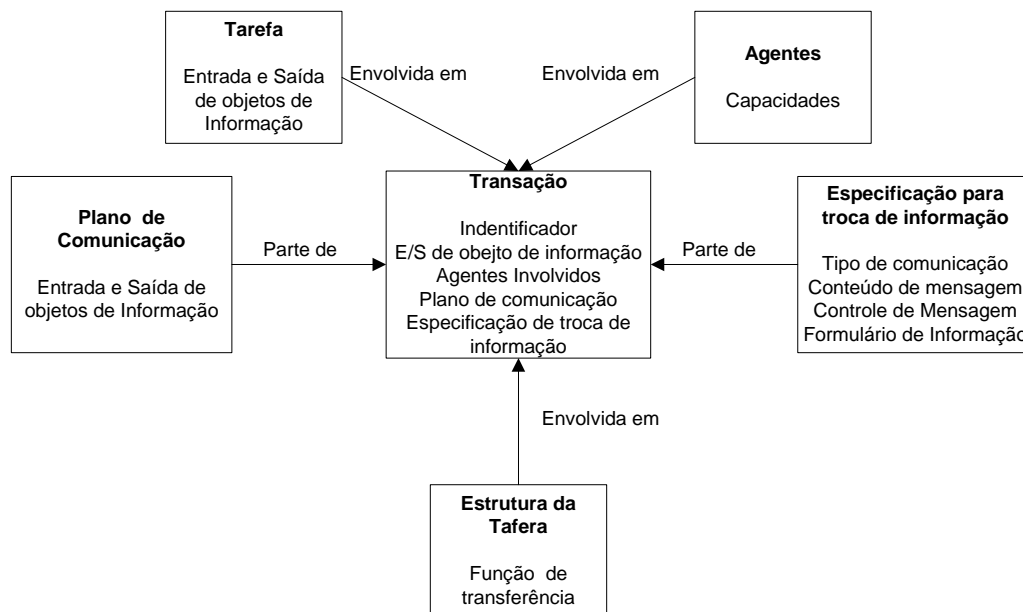 Tarefa
Entrada e Saída
de objetos de
Informação
Envolvida em
Envolvida em
Agentes
Capacidades
Plano de
Comunicação
Entrada e Saída de
objetos de Informação
Parte de
Transação
Indentificador
E/S de obejto de informação
Agentes Involvidos
Plano de comunicação
Especificação de troca de
informação
Parte de
Especificação para
troca de informação
Tipo de comunicação
Conteúdo de mensagem
Controle de Mensagem
Formulário de Informação
Envolvida em
Estrutura da
Tafera
Função de
transferência